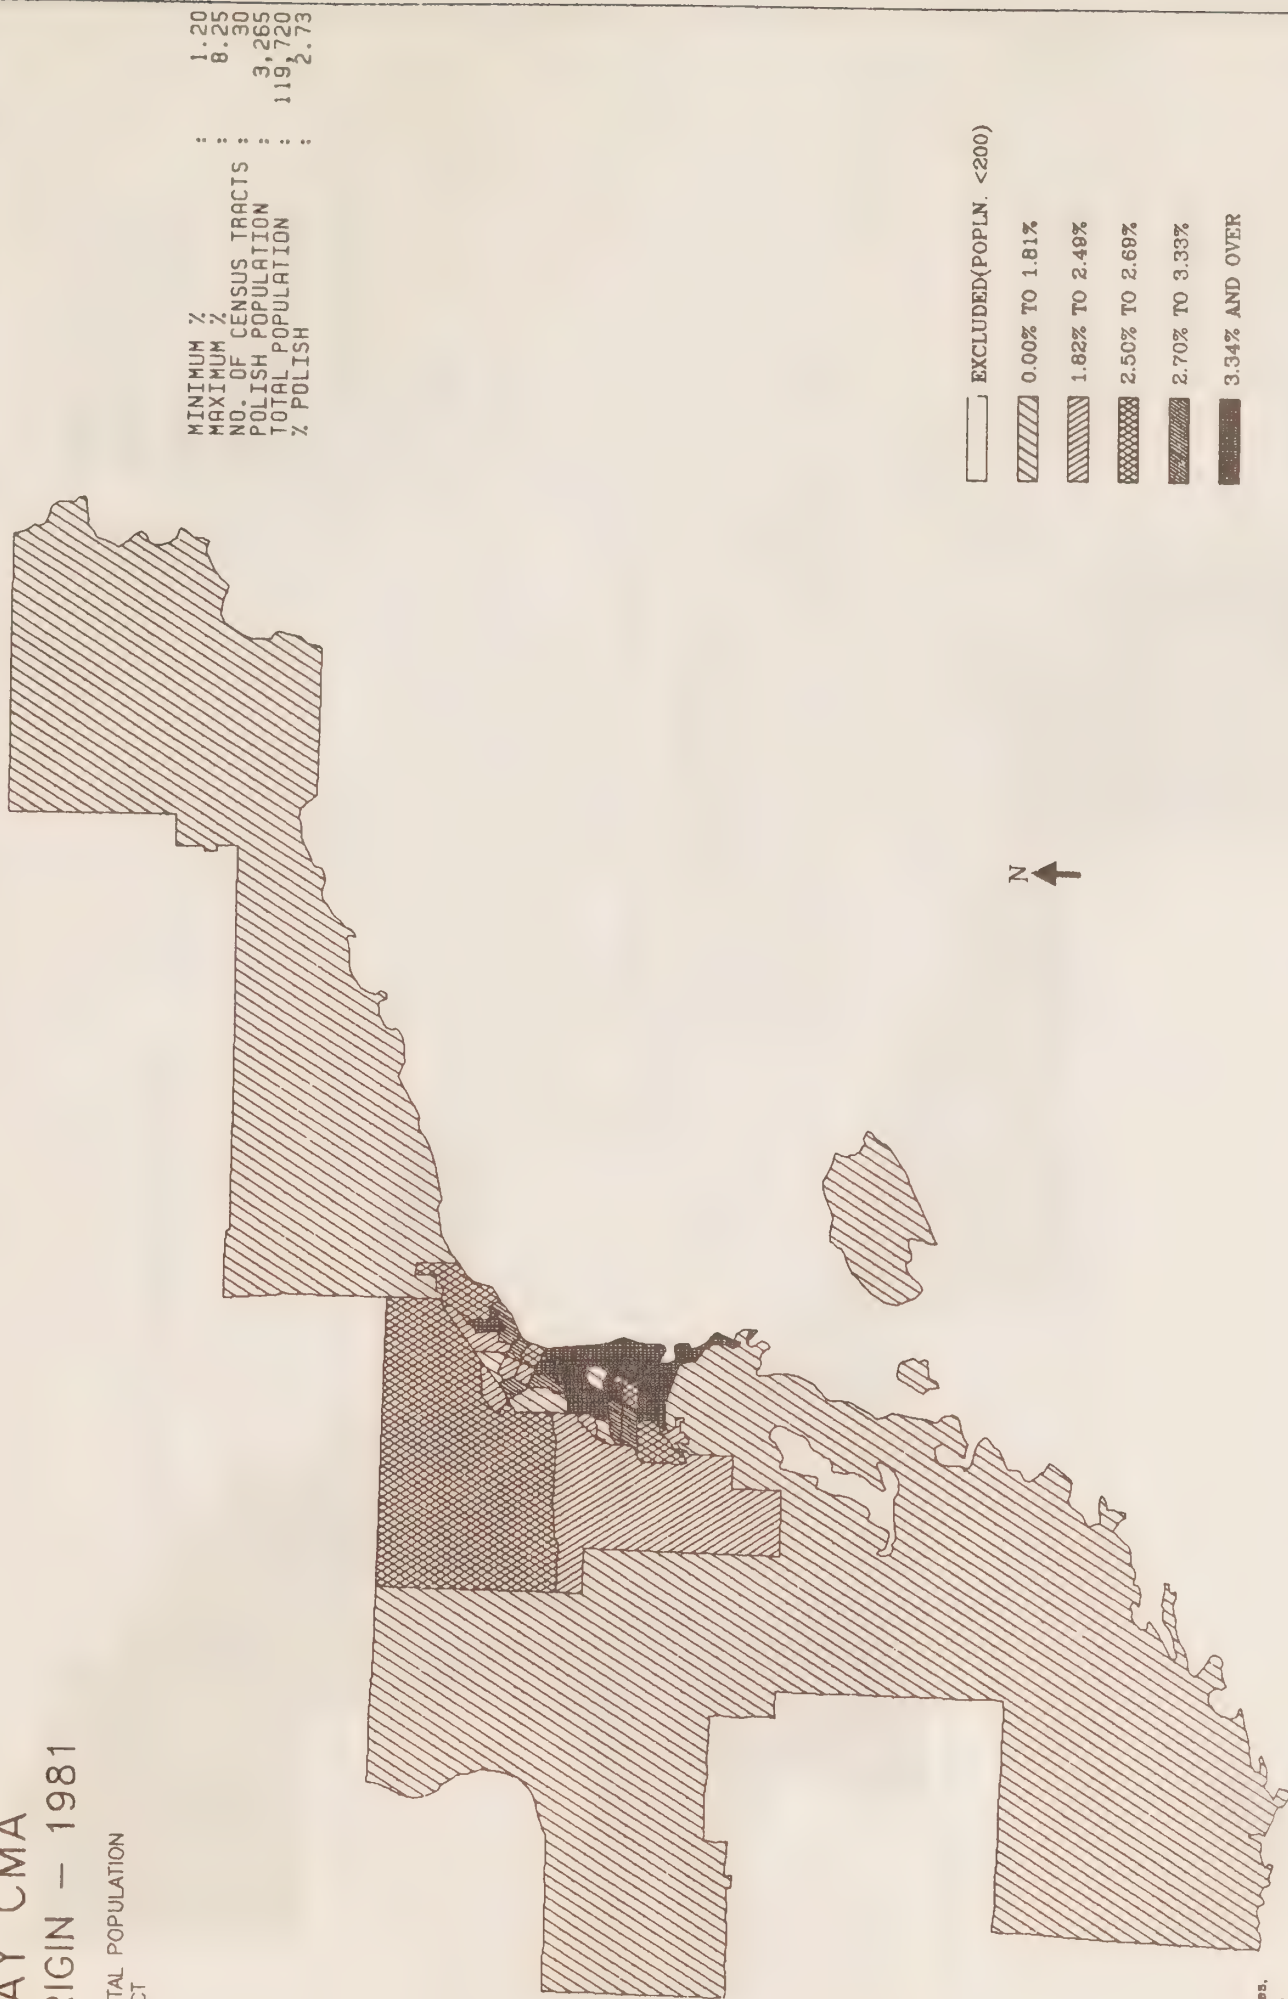 AY CMA
RIGIN — 1981
TAL POPULATION
CT
MINIMUM % : 1.20
MAXIMUM % : 8.25
NO. OF CENSUS TRACTS : 30
POLISH POPULATION : 3,265
TOTAL POPULATION : 119,720
% POLISH : 2.73
N
EXCLUDED(POPLN. <200)
0.00% TO 1.81%
1.82% TO 2.49%
2.50% TO 2.69%
2.70% TO 3.33%
3.34% AND OVER
es.